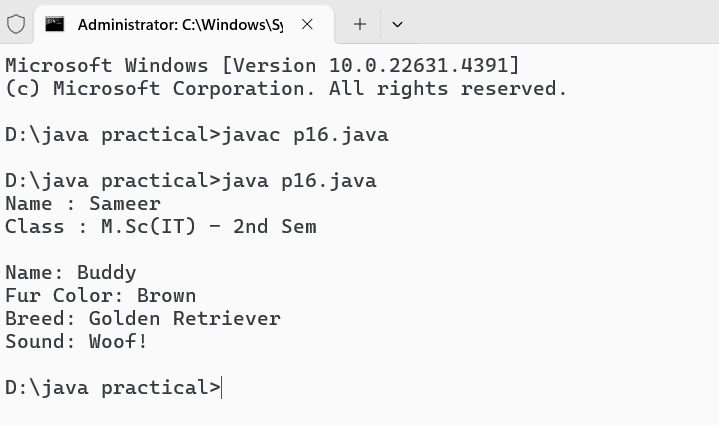 Administrator: C:\Windows\Sy
Microsoft Windows [Version 10.0.22631.4391]
(c) Microsoft Corporation. All rights reserved.
D:\java practical>javac p16.java
D:\java practical>java p16.java
Name : Sameer
Class : M.Sc(IT) - 2nd Sem
Name: Buddy
Fur Color: Brown
Breed: Golden Retriever
Sound: Woof!
D:\java practical>